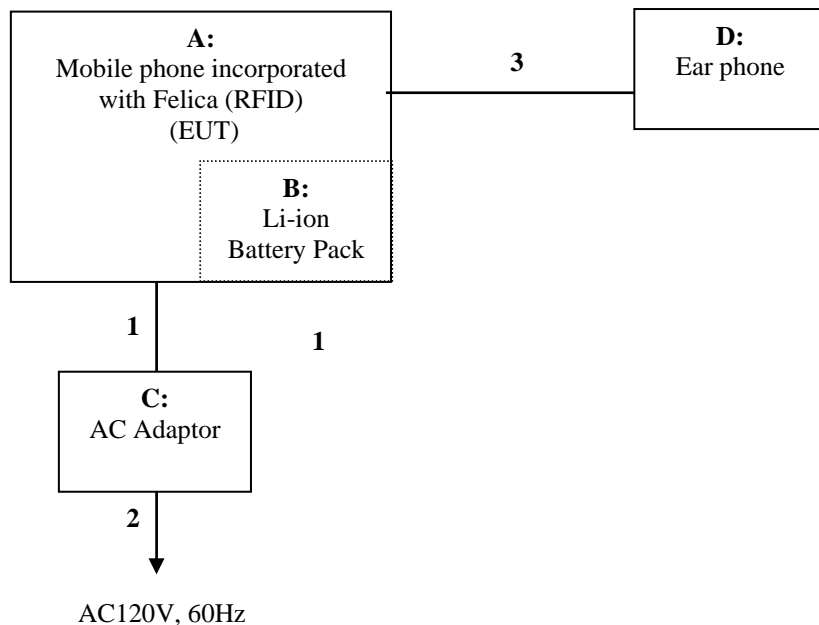 A:
Mobile phone incorporated
with Felica (RFID)
(EUT)
3
D:
Ear phone
B:
Li-ion
Battery Pack
1
1
C:
AC Adaptor
2
AC120V, 60Hz